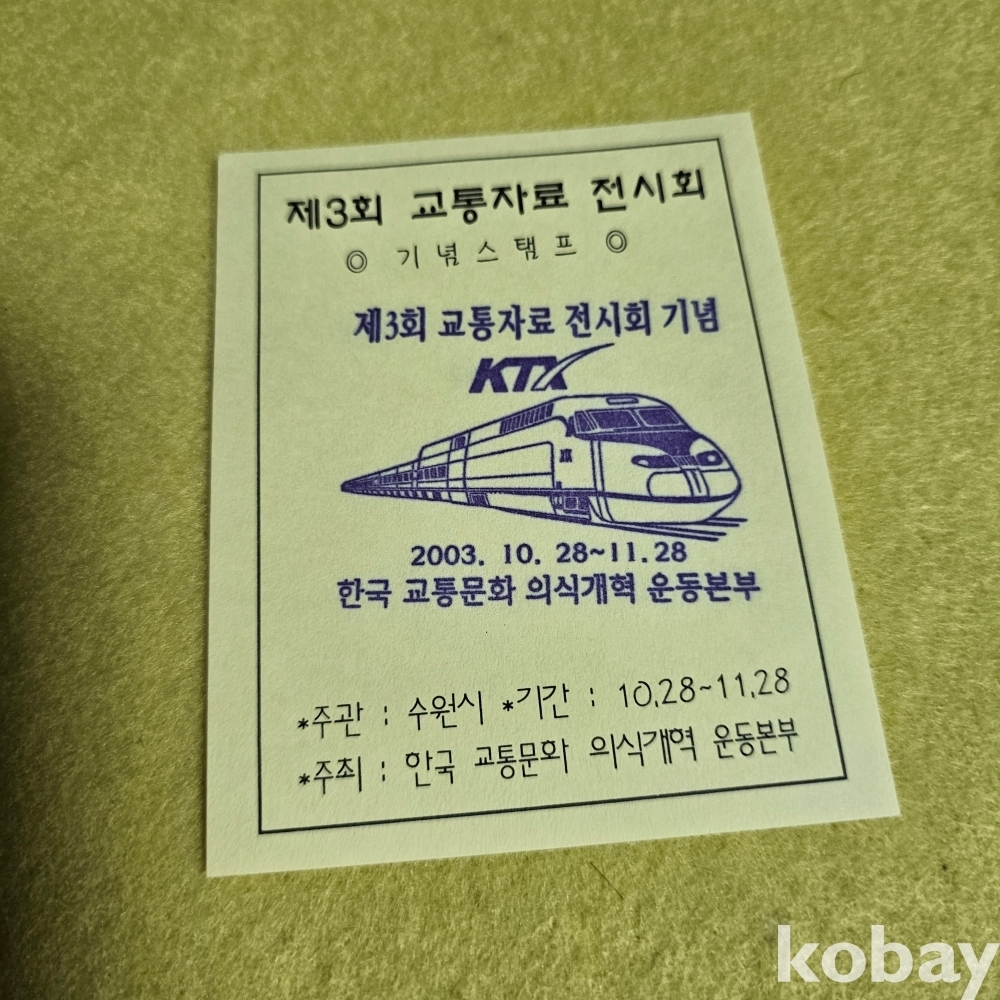 제3회 교통자료 전시회
◎ 기념스탬프 ◎
제3회 교통자료 전시회 기념
KTX
2003. 10. 28~11.28
한국 교통문화 의식개혁 운동본부
*주관 : 수원시 *기간 : 10.28~11.28
*주최 : 한국 교통문화 의식개혁 운동본부
kobay